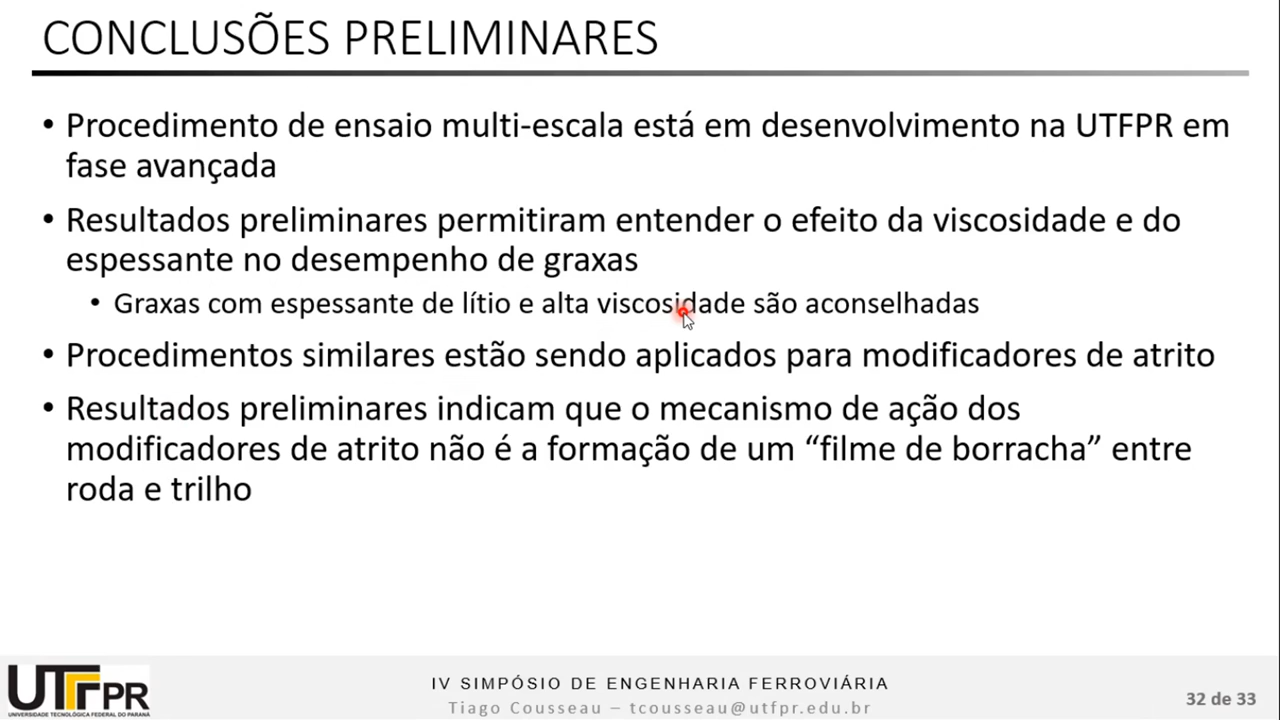 CONCLUSÕES PRELIMINARES
• Procedimento de ensaio multi-escala está em desenvolvimento na UTFPR em
fase avançada
• Resultados preliminares permitiram entender o efeito da viscosidade e do
espessante no desempenho de graxas
• Graxas com espessante de lítio e alta viscosidade são aconselhadas
• Procedimentos similares estão sendo aplicados para modificadores de atrito
• Resultados preliminares indicam que o mecanismo de ação dos
modificadores de atrito não é a formação de um “filme de borracha” entre
roda e trilho
UTFPR
UNIVERSIDADE TECNOLÓGICA FEDERAL DO PARANÁ
IV SIMPÓSIO DE ENGENHARIA FERROVIÁRIA
Tiago Cousseau – tcousseau@utfpr.edu.br
32 de 33